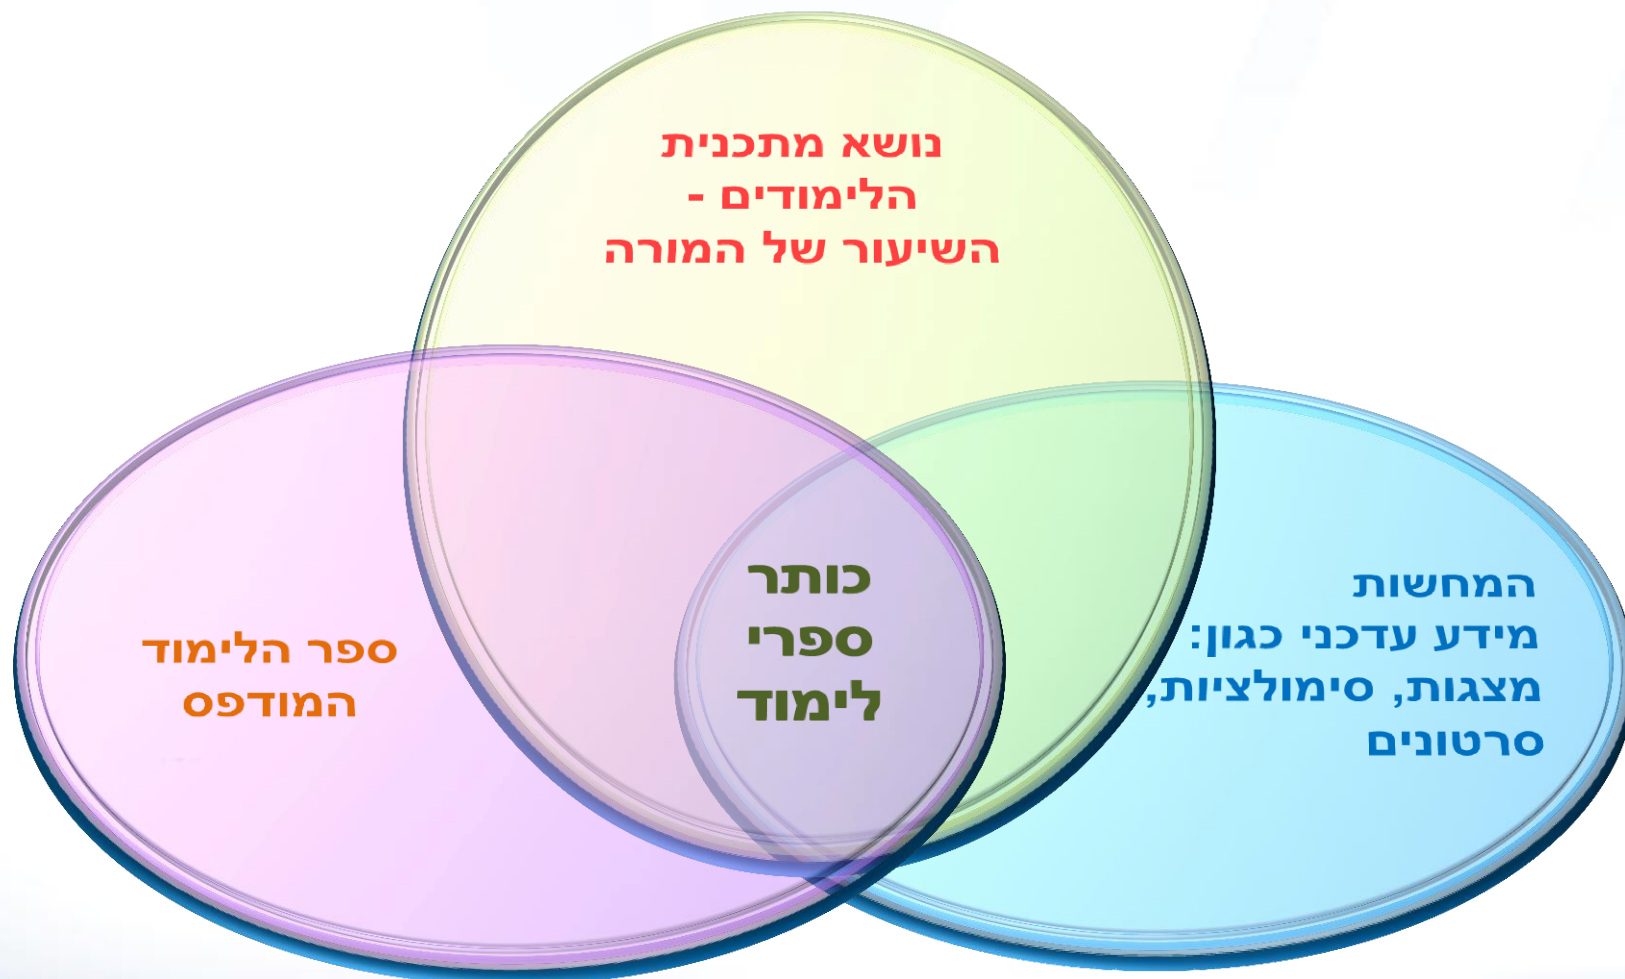 נושא מתכנית
הלימודים -
השיעור של המורה
המחשות
מידע עדכני כגון:
מצגות, סימולציות,
סרטונים
כותר
ספרי
לימוד
ספר הלימוד
המודפס